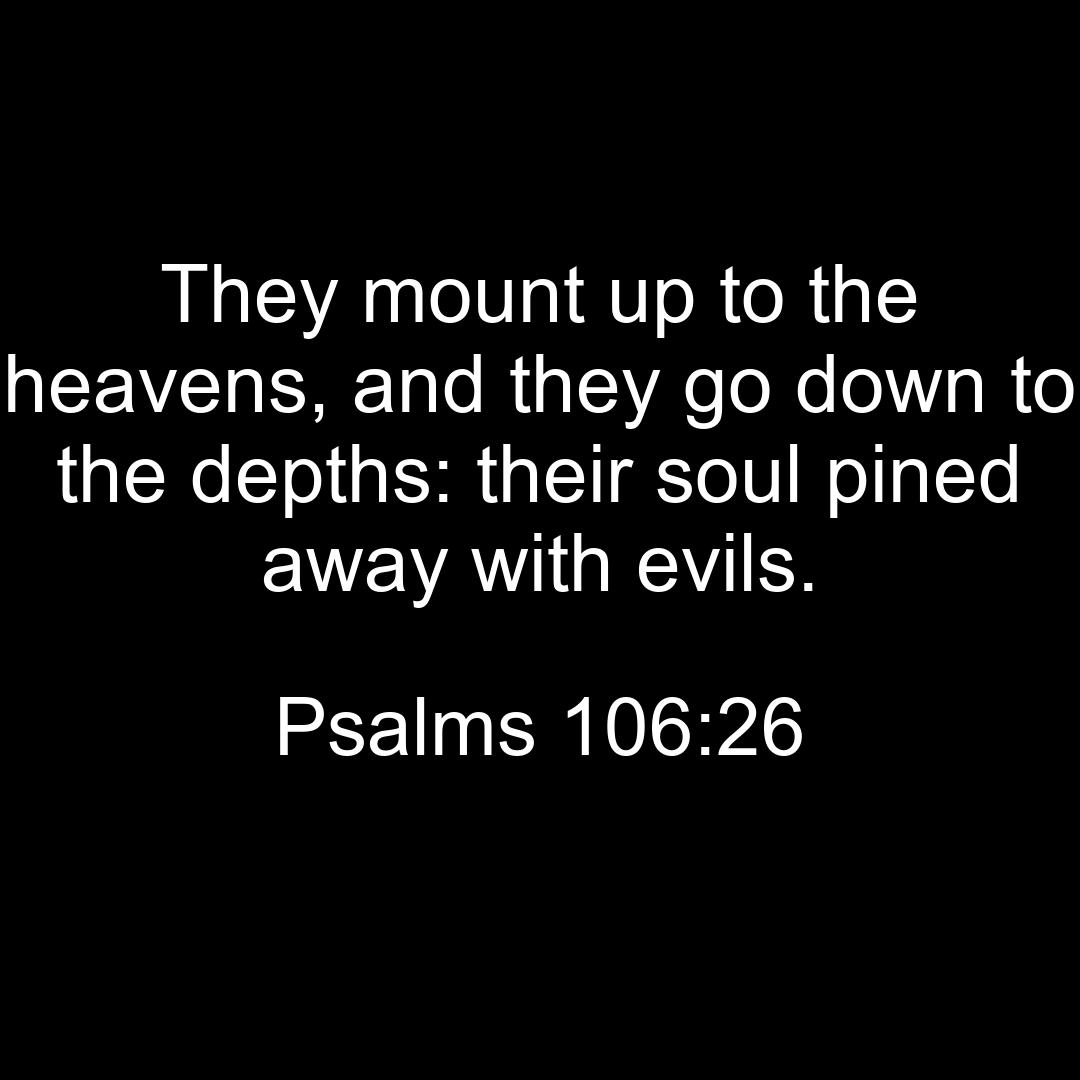 They mount up to the
heavens, and they go down to
the depths: their soul pined
away with evils.
Psalms 106:26